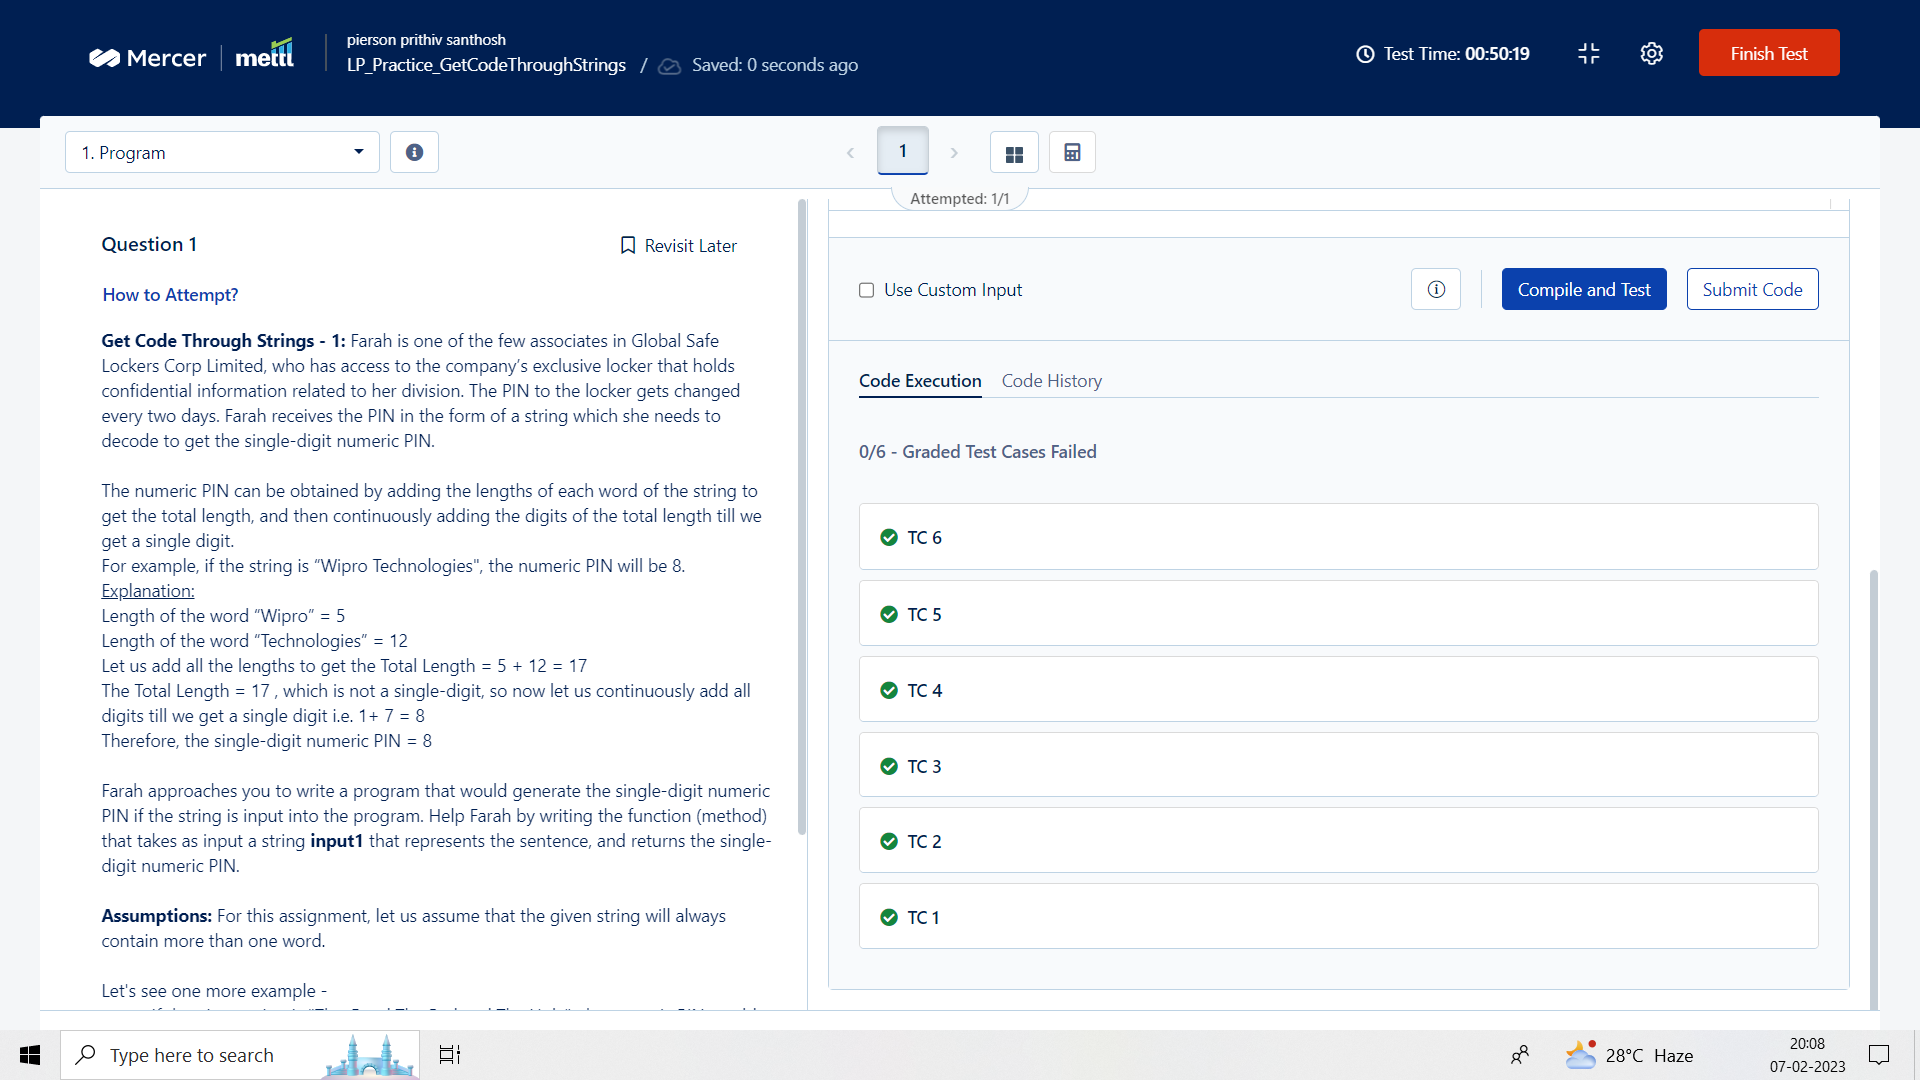 Mercer
mettl
pierson prithiv santhosh
LP_Practice_GetCodeThroughStrings / Saved: 0 seconds ago
Test Time: 00:50:19
Finish Test
1. Program
1
Attempted: 1/1
Question 1
Revisit Later
How to Attempt?
Get Code Through Strings - 1: Farah is one of the few associates in Global Safe
Lockers Corp Limited, who has access to the company's exclusive locker that holds
confidential information related to her division. The PIN to the locker gets changed
every two days. Farah receives the PIN in the form of a string which she needs to
decode to get the single-digit numeric PIN.
The numeric PIN can be obtained by adding the lengths of each word of the string to
get the total length, and then continuously adding the digits of the total length till we
get a single digit.
For example, if the string is “Wipro Technologies", the numeric PIN will be 8.
Explanation:
Length of the word “Wipro” = 5
Length of the word “Technologies” = 12
Let us add all the lengths to get the Total Length = 5 + 12 = 17
The Total Length = 17 , which is not a single-digit, so now let us continuously add all
digits till we get a single digit i.e. 1+ 7 = 8
Therefore, the single-digit numeric PIN = 8
Farah approaches you to write a program that would generate the single-digit numeric
PIN if the string is input into the program. Help Farah by writing the function (method)
that takes as input a string input1 that represents the sentence, and returns the single-
digit numeric PIN.
Assumptions: For this assignment, let us assume that the given string will always
contain more than one word.
Let's see one more example -
Use Custom Input
Compile and Test
Submit Code
Code Execution
Code History
0/6 - Graded Test Cases Failed
TC 6
TC 5
TC 4
TC 3
TC 2
TC 1
Type here to search
28°C Haze
20:08
07-02-2023